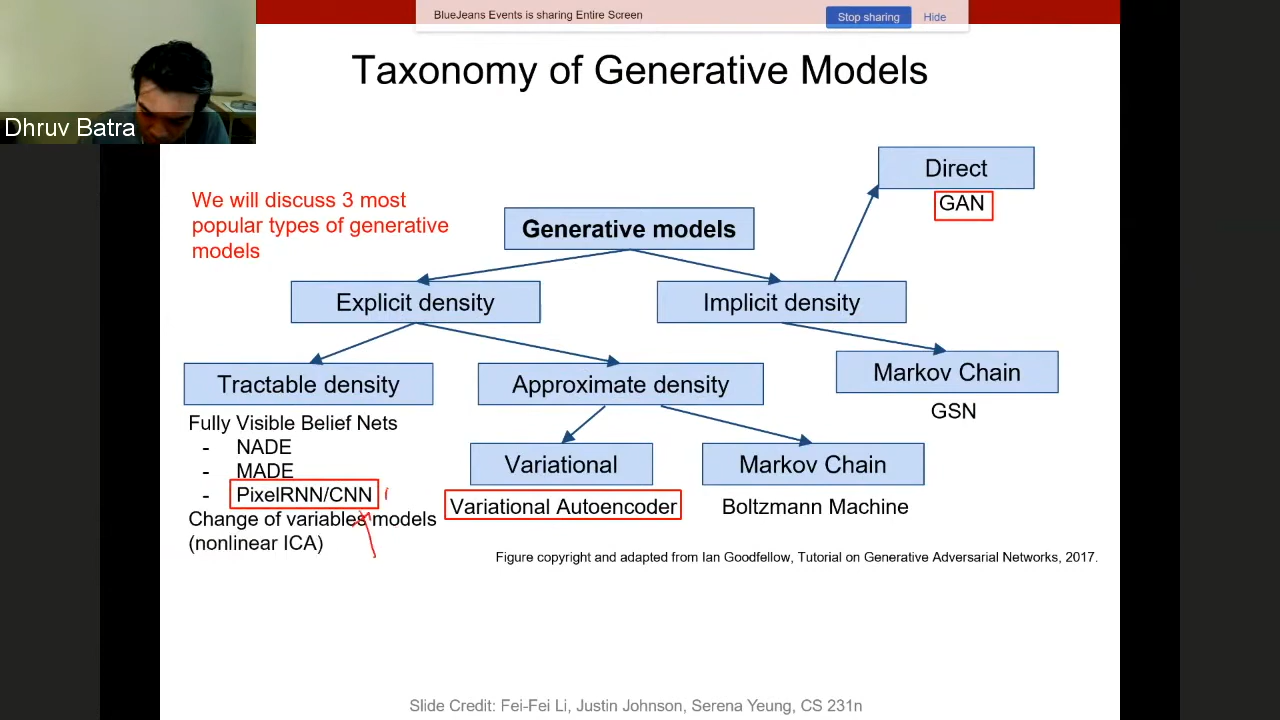 BlueJeans Events is sharing Entire Screen
Stop sharing
Hide
Dhruv Batra
Taxonomy of Generative Models
We will discuss 3 most
popular types of generative
models
Direct
GAN
Generative models
Explicit density
Implicit density
Tractable density
Approximate density
Markov Chain
GSN
Fully Visible Belief Nets
- NADE
- MADE
- PixelRNN/CNN
Change of variables models
(nonlinear ICA)
Variational
Markov Chain
Variational Autoencoder
Boltzmann Machine
Figure copyright and adapted from Ian Goodfellow, Tutorial on Generative Adversarial Networks, 2017.
Slide Credit: Fei-Fei Li, Justin Johnson, Serena Yeung, CS 231n